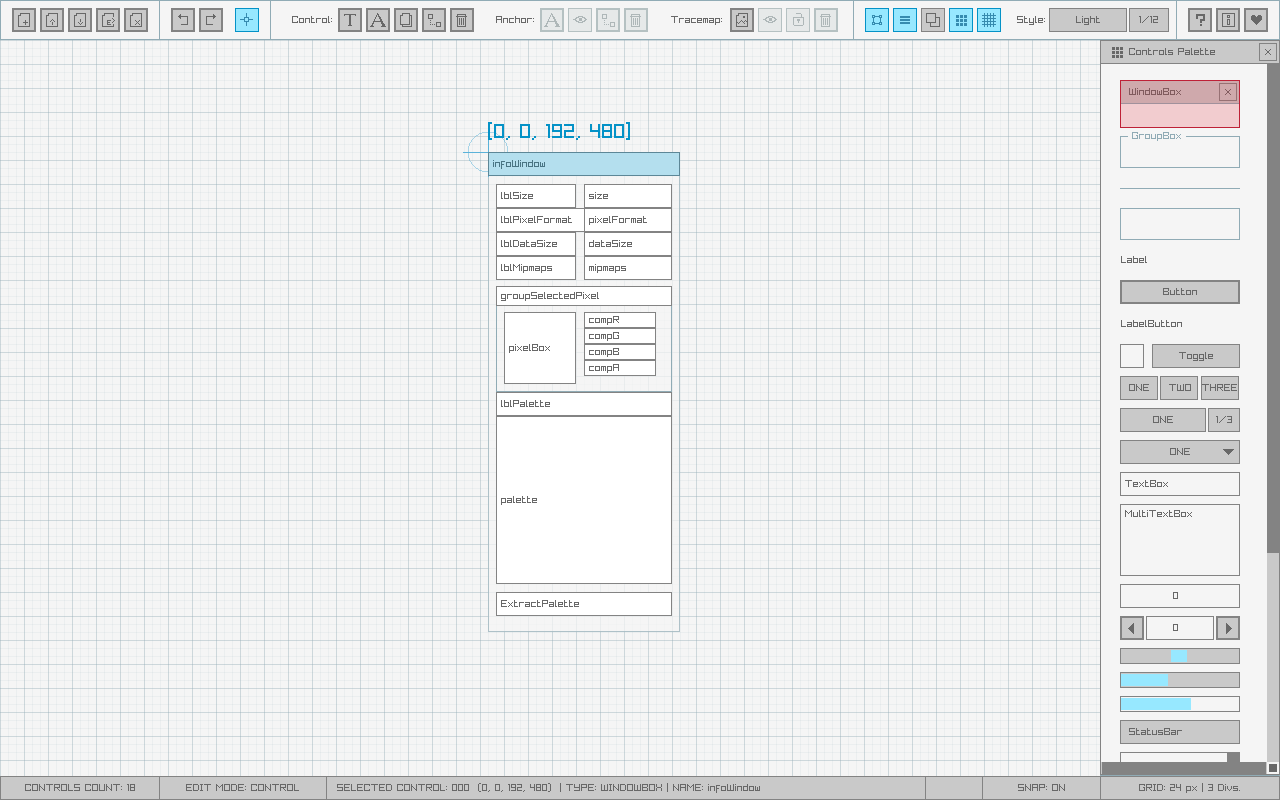 Control:
Anchor:
Tracemap:
Style: Light 1/12
Controls Palette
[0, 0, 192, 480]
infoWindow
lblSize size
lblPixelFormat pixelFormat
lblDataSize dataSize
lblMipmaps mipmaps
groupSelectedPixel
pixelBox
compR
compG
compB
compA
lblPalette
palette
ExtractPalette
WindowBox
GroupBox
Label
Button
LabelButton
Toggle
ONE TWO THREE
ONE 1/3
ONE
TextBox
MultiTextBox
0
0
StatusBar
CONTROLS COUNT: 18
EDIT MODE: CONTROL
SELECTED CONTROL: 000 (0, 0, 192, 480) | TYPE: WINDOWBOX | NAME: infoWindow
SNAP: ON
GRID: 24 px | 3 Divs.